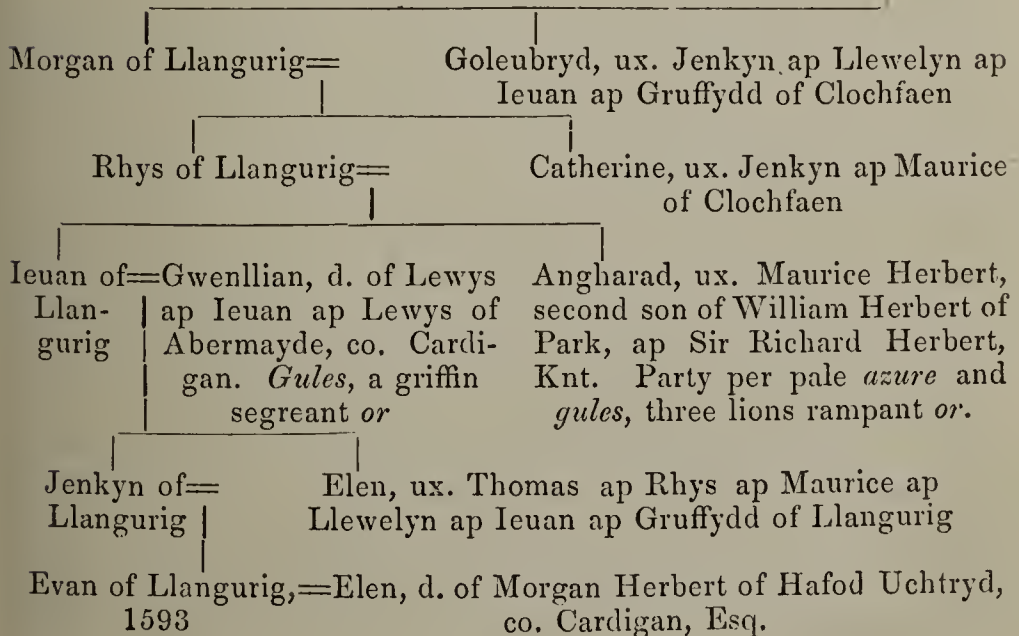 Morgan of Llangurig=
Goleubryd, ux. Jenkyn ap Llewelyn ap
Ieuan ap Gruffydd of Clochfaen
Rhys of Llangurig=
Catherine, ux. Jenkyn ap Maurice
of Clochfaen
Ieuan of=
Llan-
gurig
Gwenllian, d. of Lewys
ap Ieuan ap Lewys of
Abermayde, co. Cardi-
gan. Gules, a griffin
segreant or
Angharad, ux. Maurice Herbert,
second son of William Herbert of
Park, ap Sir Richard Herbert,
Knt. Party per pale azure and
gules, three lions rampant or.
Jenkyn of=
Llangurig
Elen, ux. Thomas ap Rhys ap Maurice ap
Llewelyn ap Ieuan ap Gruffydd of Llangurig
Evan of Llangurig,=
1593
Elen, d. of Morgan Herbert of Hafod Uchtryd,
co. Cardigan, Esq.